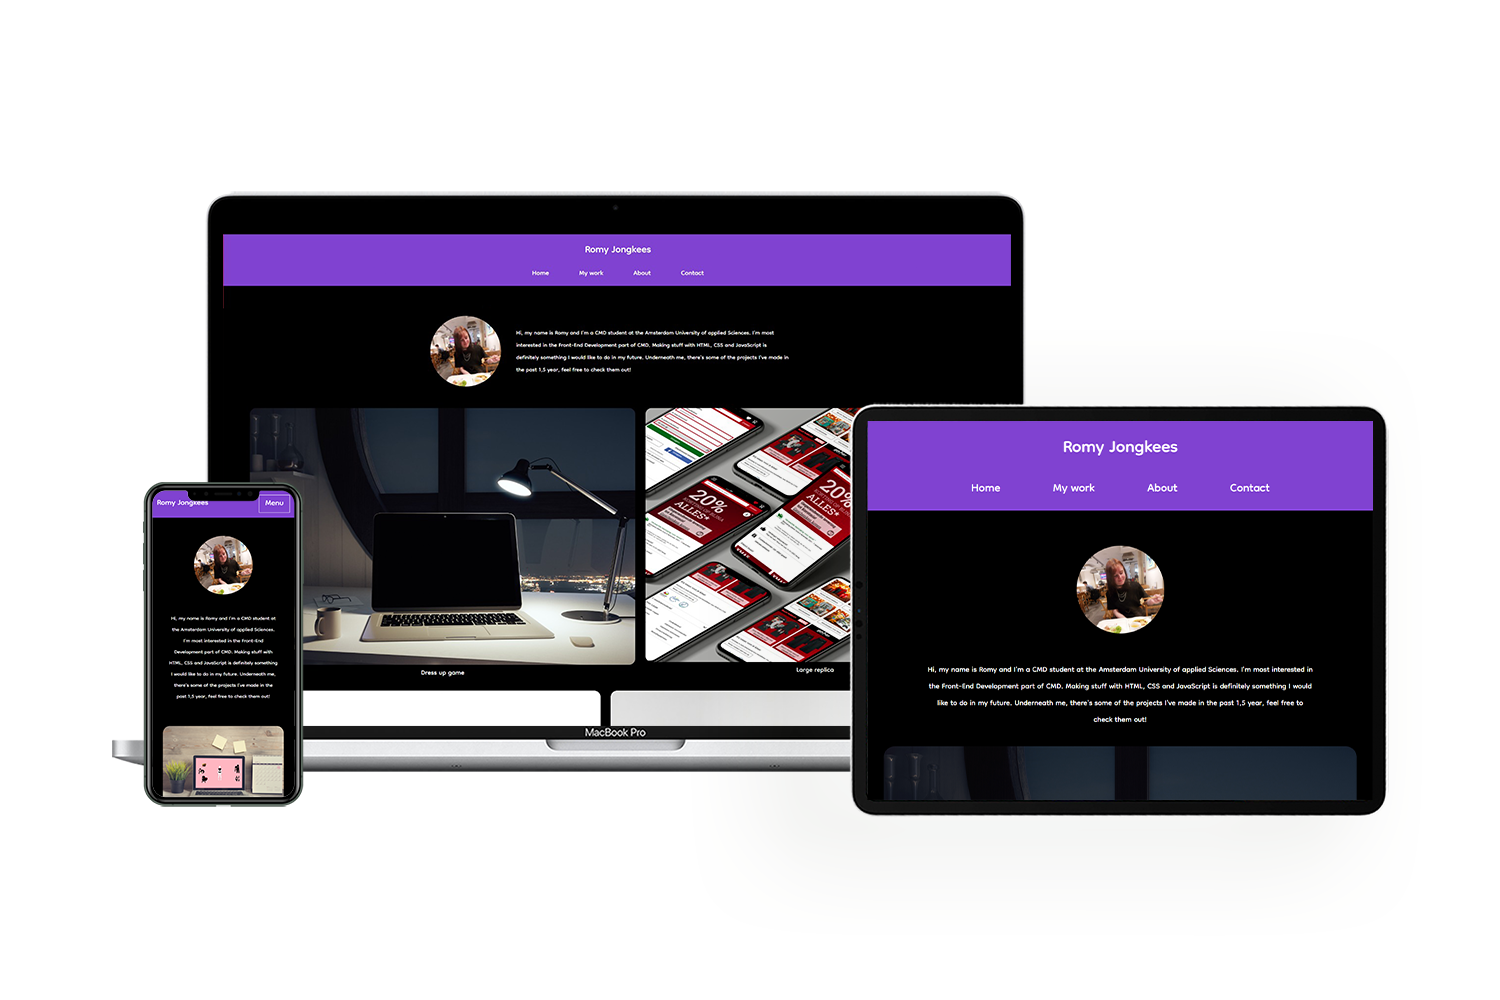 Romy Jongkees
Home My work About Contact
Hi, my name is Romy and I'm a CMD student at the Amsterdam University of applied Sciences. I'm most
interested in the Front-End Development part of CMD. Making stuff with HTML, CSS and JavaScript is
definitely something I would like to do in my future. Underneath me, there's some of the projects I've made in
the past 1,5 year, feel free to check them out!
20%
ALLES*
20%
ALLES*
Dress up game
Large replica
MacBook Pro
Romy Jongkees Menu
Hi, my name is Romy and I'm a CMD student at
the Amsterdam University of applied Sciences.
I'm most interested in the Front-End
Development part of CMD. Making stuff with
HTML, CSS and JavaScript is definitely something
I would like to do in my future. Underneath me,
there's some of the projects I've made in the
past 1,5 year, feel free to check them out!
Romy Jongkees
Home My work About Contact
Hi, my name is Romy and I'm a CMD student at the Amsterdam University of applied Sciences. I'm most interested in
the Front-End Development part of CMD. Making stuff with HTML, CSS and JavaScript is definitely something I would
like to do in my future. Underneath me, there's some of the projects I've made in the past 1,5 year, feel free to
check them out!